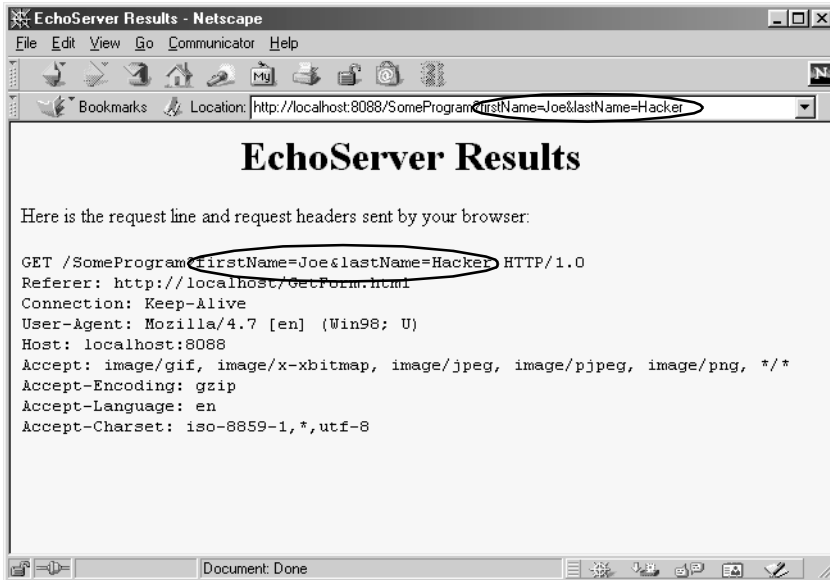 EchoServer Results - Netscape
File Edit View Go Communicator Help
My
N
Bookmarks Location: http://localhost:8088/SomeProgram?firstName=Joe&lastName=Hacker
EchoServer Results
Here is the request line and request headers sent by your browser:
GET /SomeProgram?firstName=Joe&lastName=Hacker HTTP/1.0
Referer: http://localhost/GetForm.html
Connection: Keep-Alive
User-Agent: Mozilla/4.7 [en] (Win98; U)
Host: localhost:8088
Accept: image/gif, image/x-xbitmap, image/jpeg, image/pjpeg, image/png, */*
Accept-Encoding: gzip
Accept-Language: en
Accept-Charset: iso-8859-1,*,utf-8
Document: Done